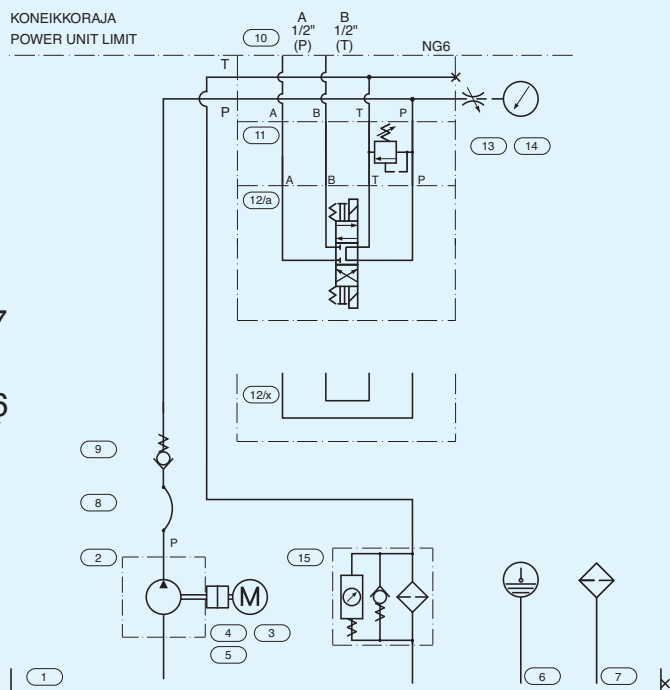 KONEIKKORAJA
POWER UNIT LIMIT
10
A
1/2"
(P)
B
1/2"
(T)
NG6
T
P
A B T P
11
13 14
A B T P
12/a
7
6
12/x
9
8
P
2
15
M
4 3
5
1
6
7